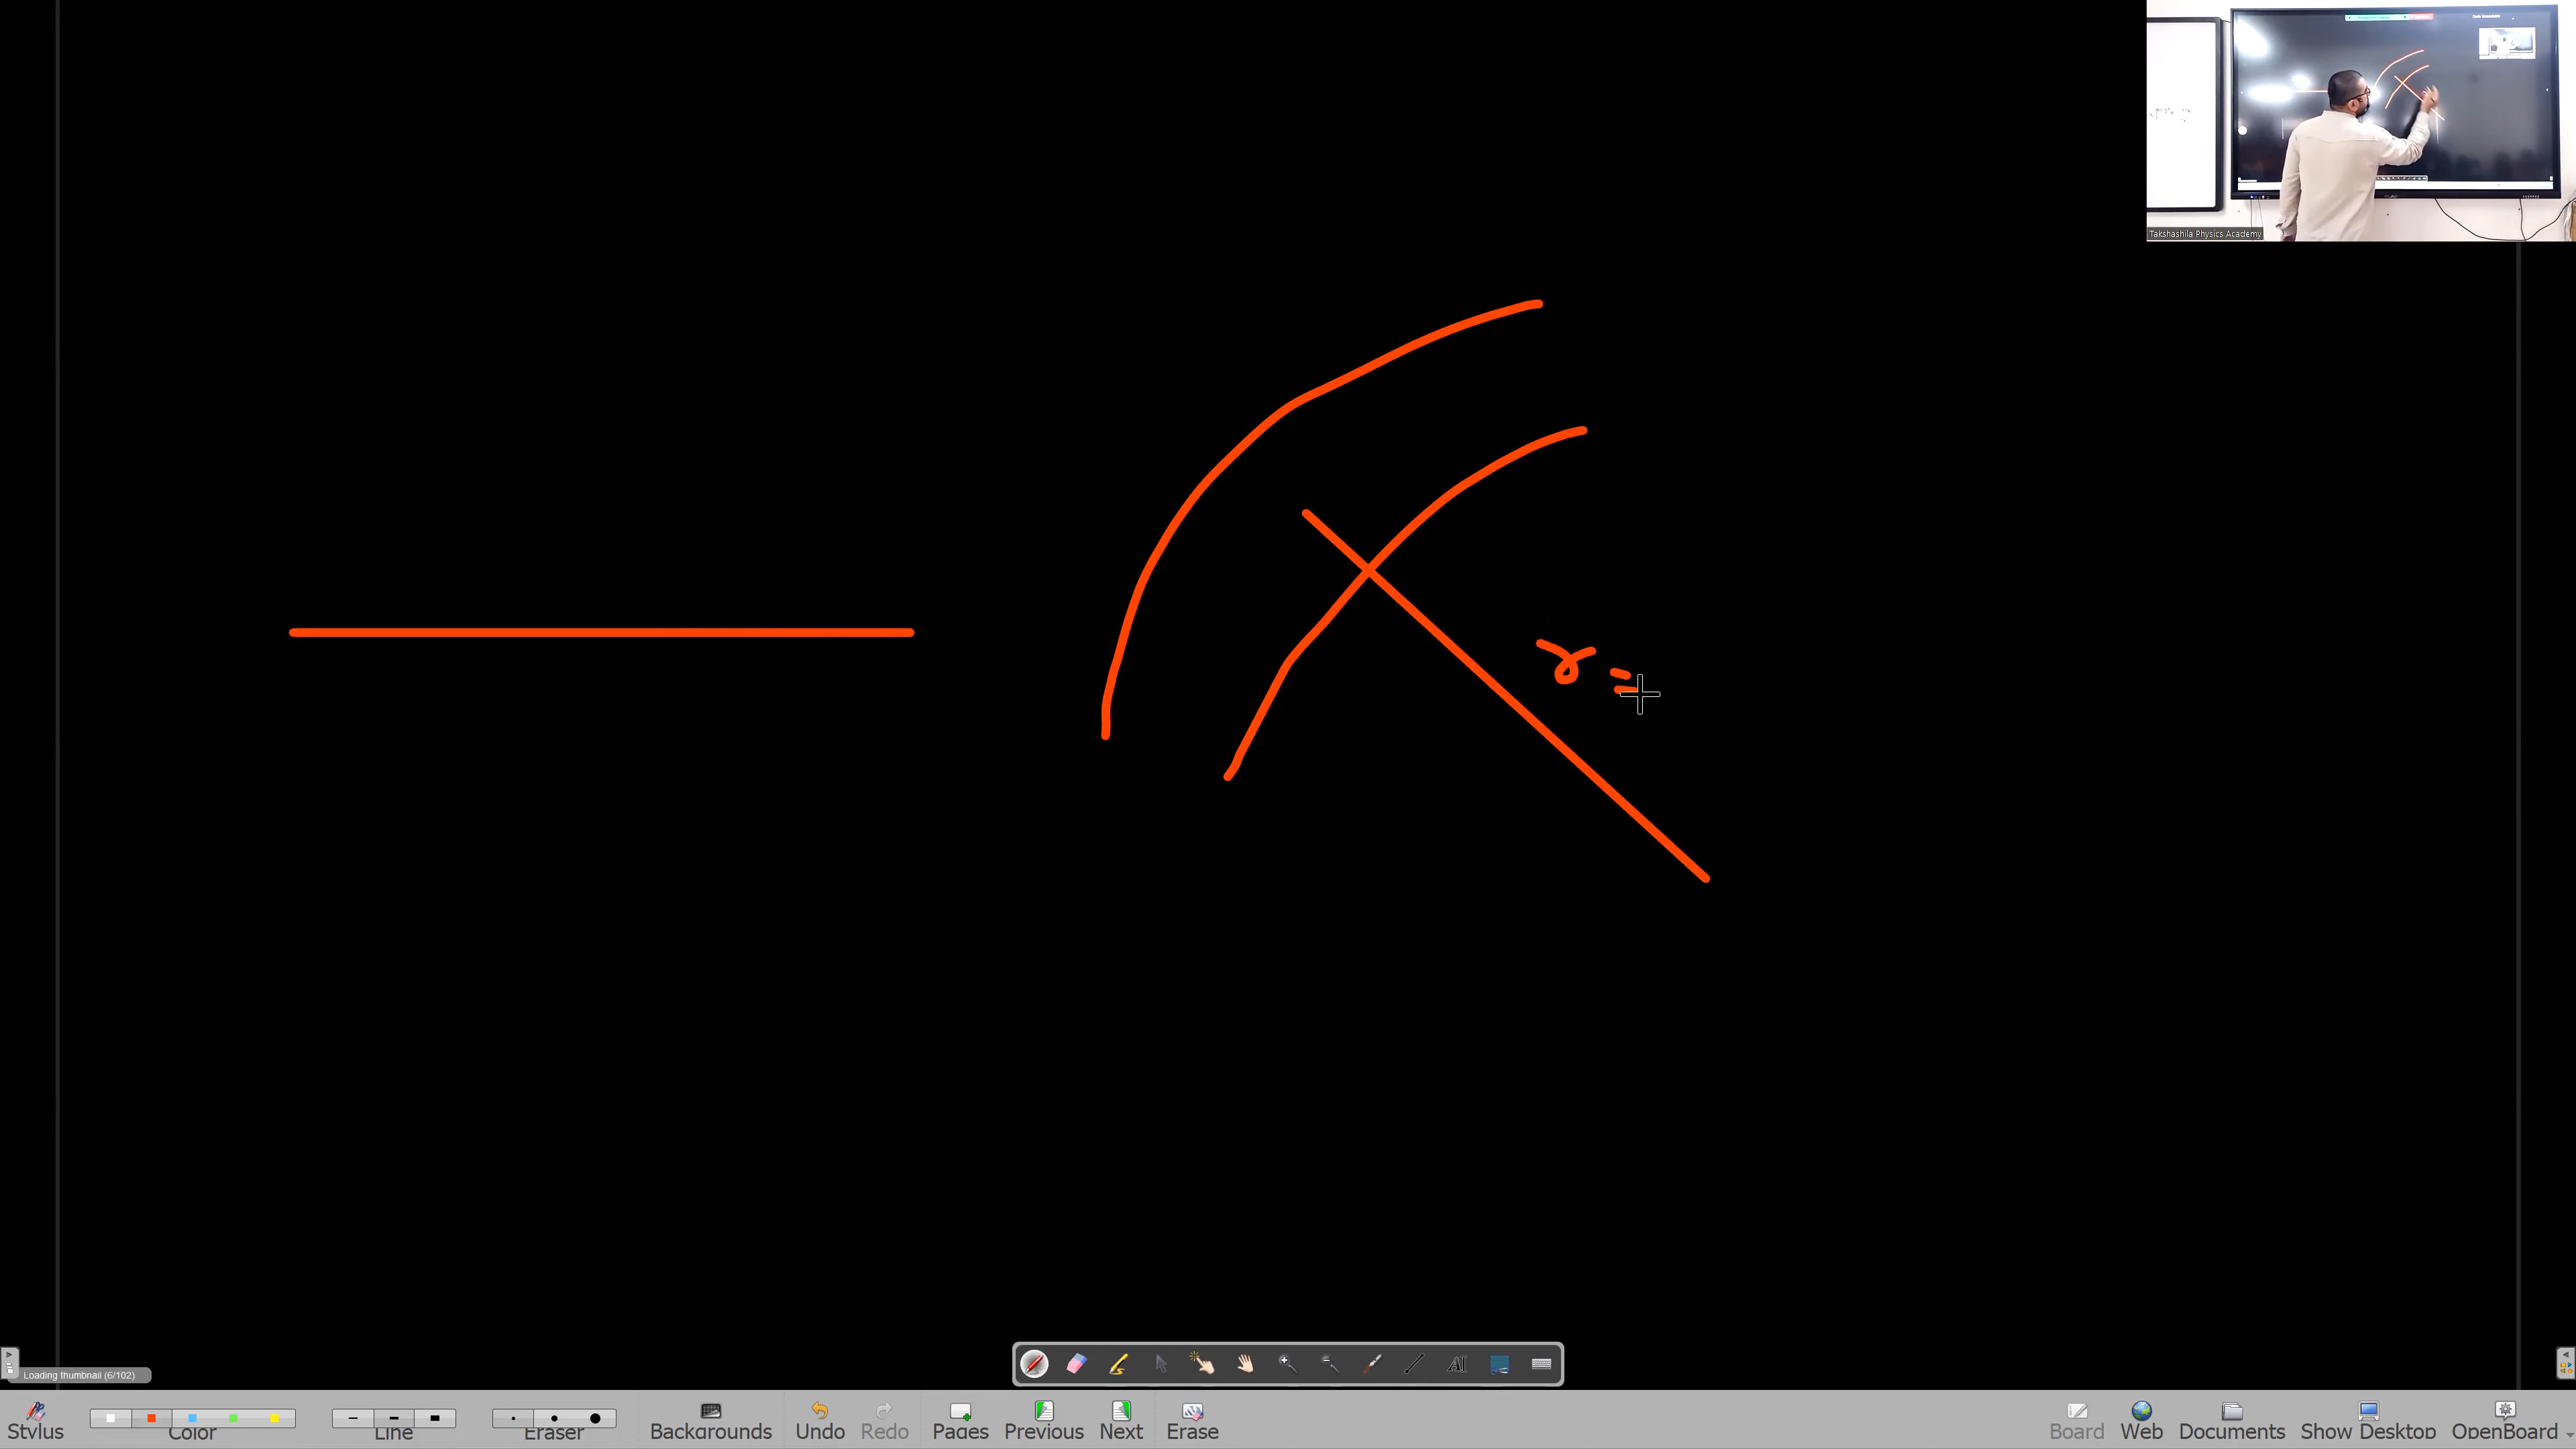 Takshashila Physics Academy
r =
Loading thumbnail (6/102)
Stylus Color Line Eraser Backgrounds Undo Redo Pages Previous Next Erase Board Web Documents Show Desktop OpenBoard